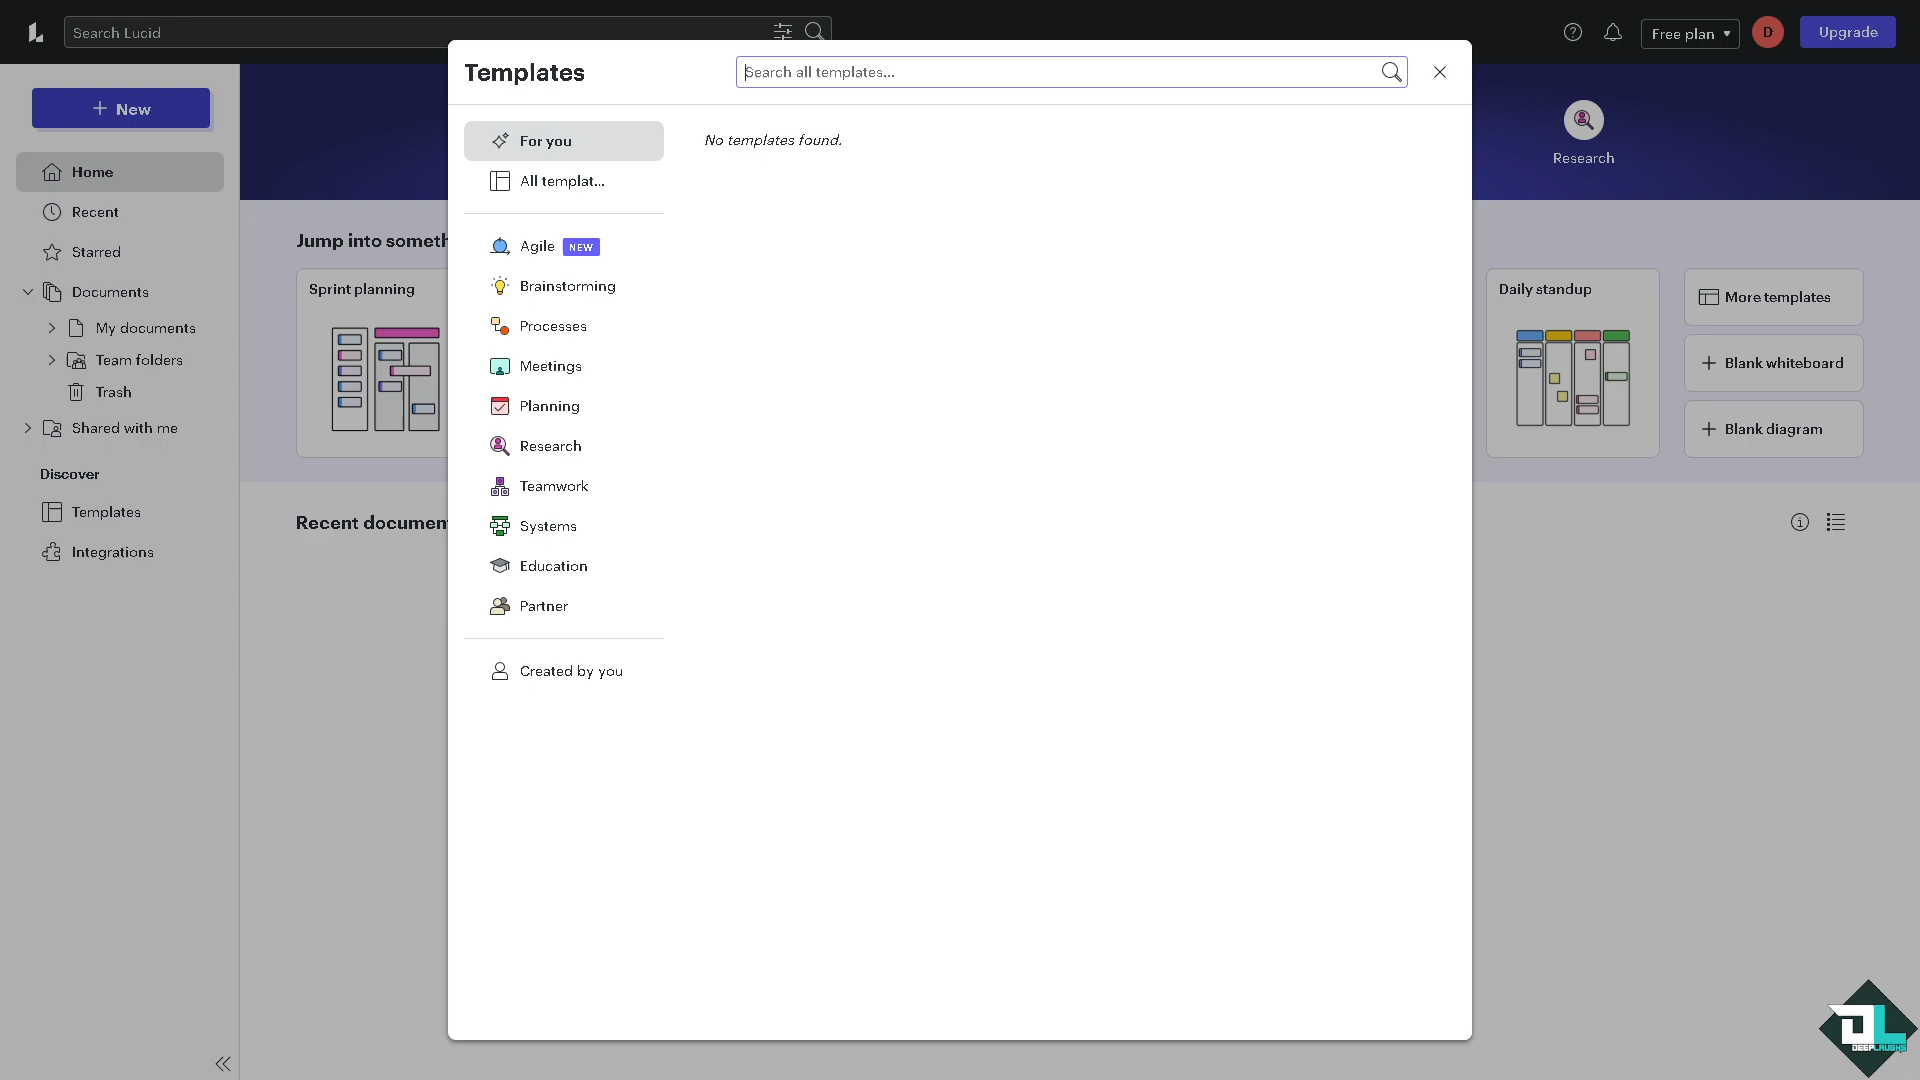 Search Lucid
Free plan
D
Upgrade
New
Home
Recent
Starred
Documents
My documents
Team folders
Trash
Shared with me
Discover
Templates
Integrations
Research
Jump into someth
Sprint planning
Daily standup
More templates
Blank whiteboard
Blank diagram
Recent documen
Templates
Search all templates...
For you
All templat...
No templates found.
Agile NEW
Brainstorming
Processes
Meetings
Planning
Research
Teamwork
Systems
Education
Partner
Created by you
DL
DEEPLAUGHS